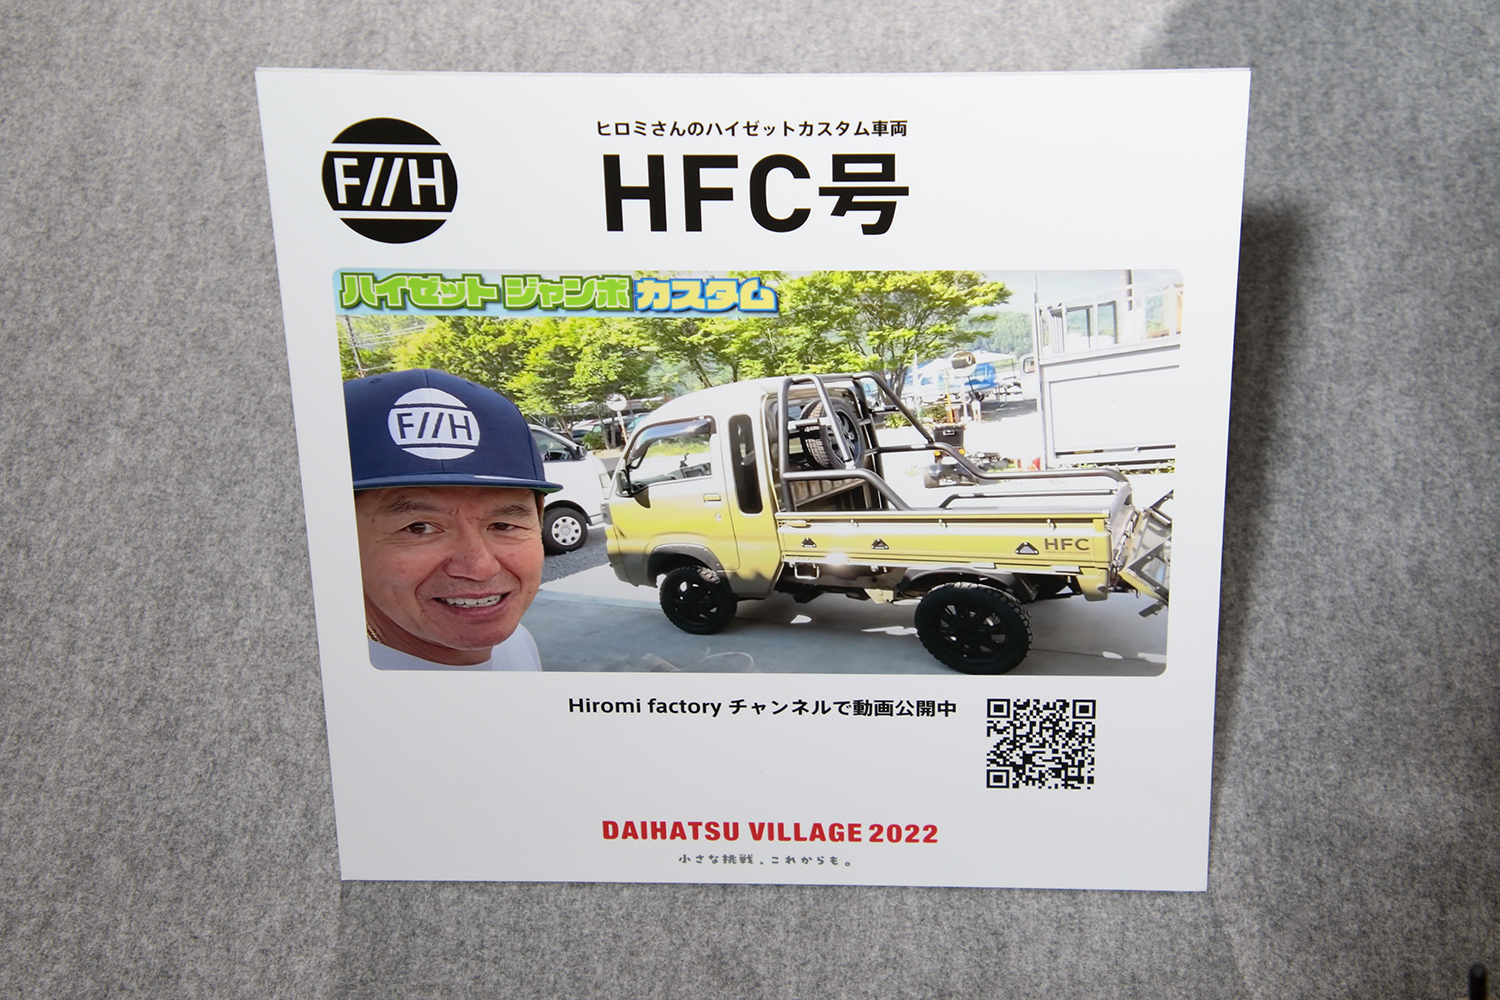 ヒロミさんのハイゼットカスタム車両
F//H
HFC号
ハイゼット ジャンボ カスタム
F//H
HFC
Hiromi factory チャンネルで動画公開中
DAIHATSU VILLAGE 2022
小さな挑戦、これからも。